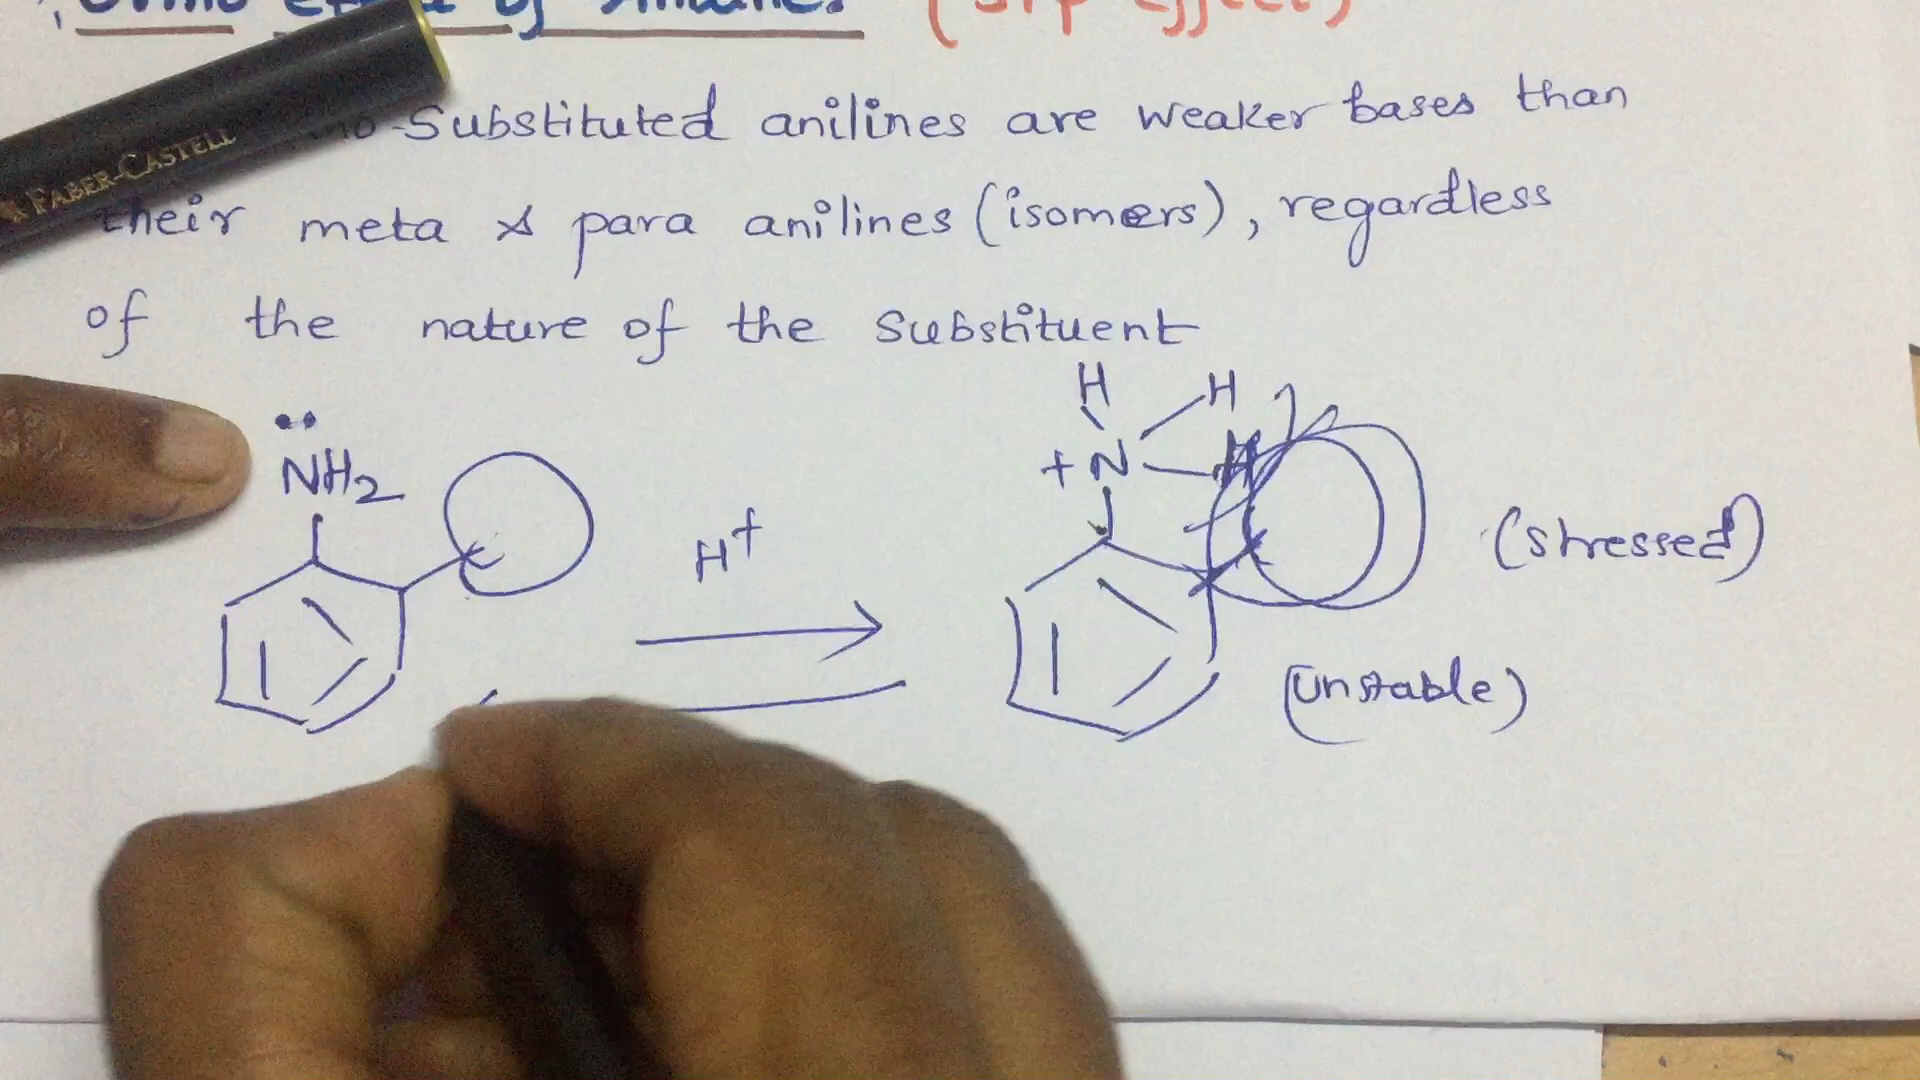 of
FABER-CASTELL
Substituted anilines are weaker bases than
their meta & para anilines (isomers), regardless
of the nature of the substituent
H H
NH2 + N H
H+ (stressed)
(unstable)